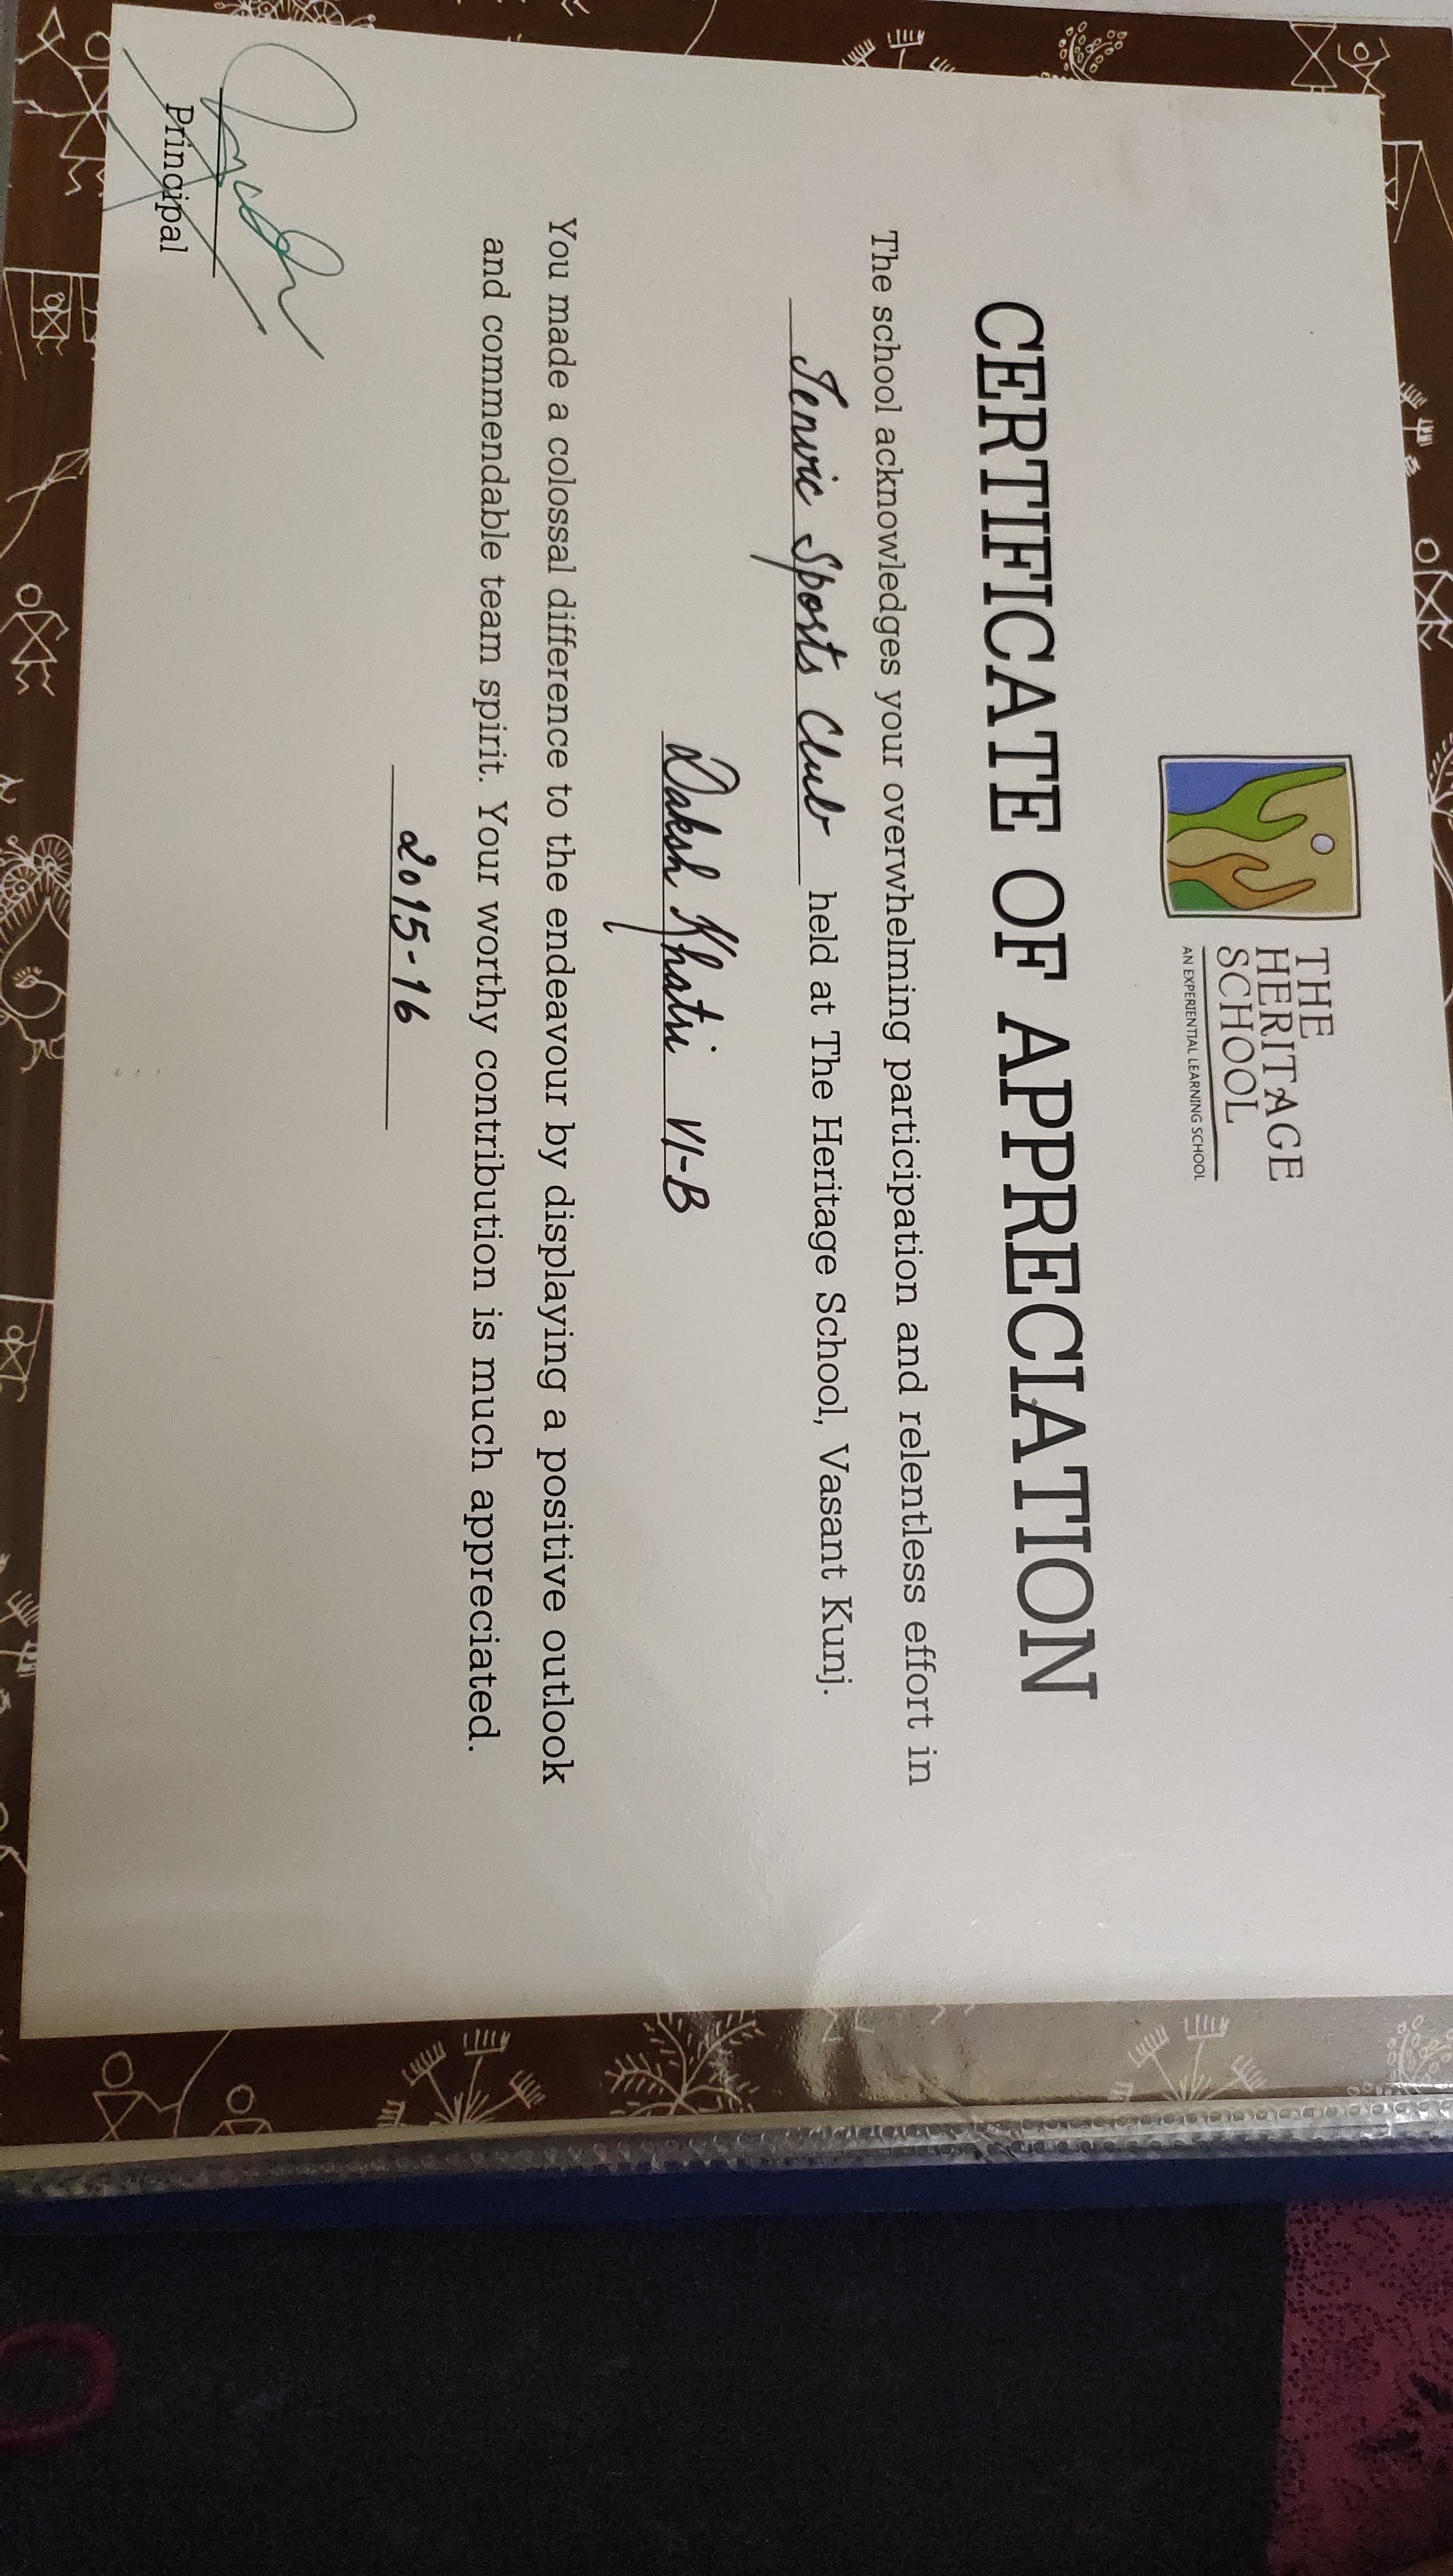 THE
HERITAGE
SCHOOL
AN EXPERIENTIAL LEARNING SCHOOL
CERTIFICATE OF APPRECIATION
The school acknowledges your overwhelming participation and relentless effort in
Tenvic Sports Club held at The Heritage School, Vasant Kunj.
Daksh Khatri VI-B
You made a colossal difference to the endeavour by displaying a positive outlook
and commendable team spirit. Your worthy contribution is much appreciated.
2015-16
Principal